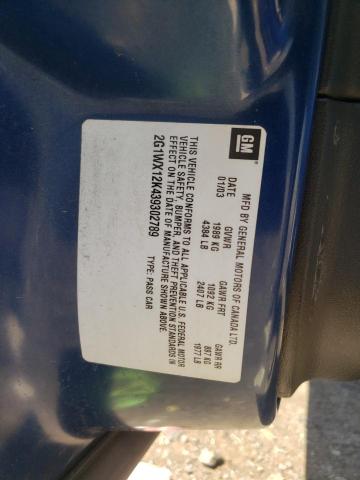 GM
MFD BY GENERAL MOTORS OF CANADA LTD.
DATE GVWR GAWR FRT GAWR RR
01/03 1989 KG 1092 KG 897 KG
4384 LB 2407 LB 1977 LB
THIS VEHICLE CONFORMS TO ALL APPLICABLE U.S. FEDERAL MOTOR
VEHICLE SAFETY, BUMPER, AND THEFT PREVENTION STANDARDS IN
EFFECT ON THE DATE OF MANUFACTURE SHOWN ABOVE.
2G1WX12K439302789 TYPE: PASS CAR